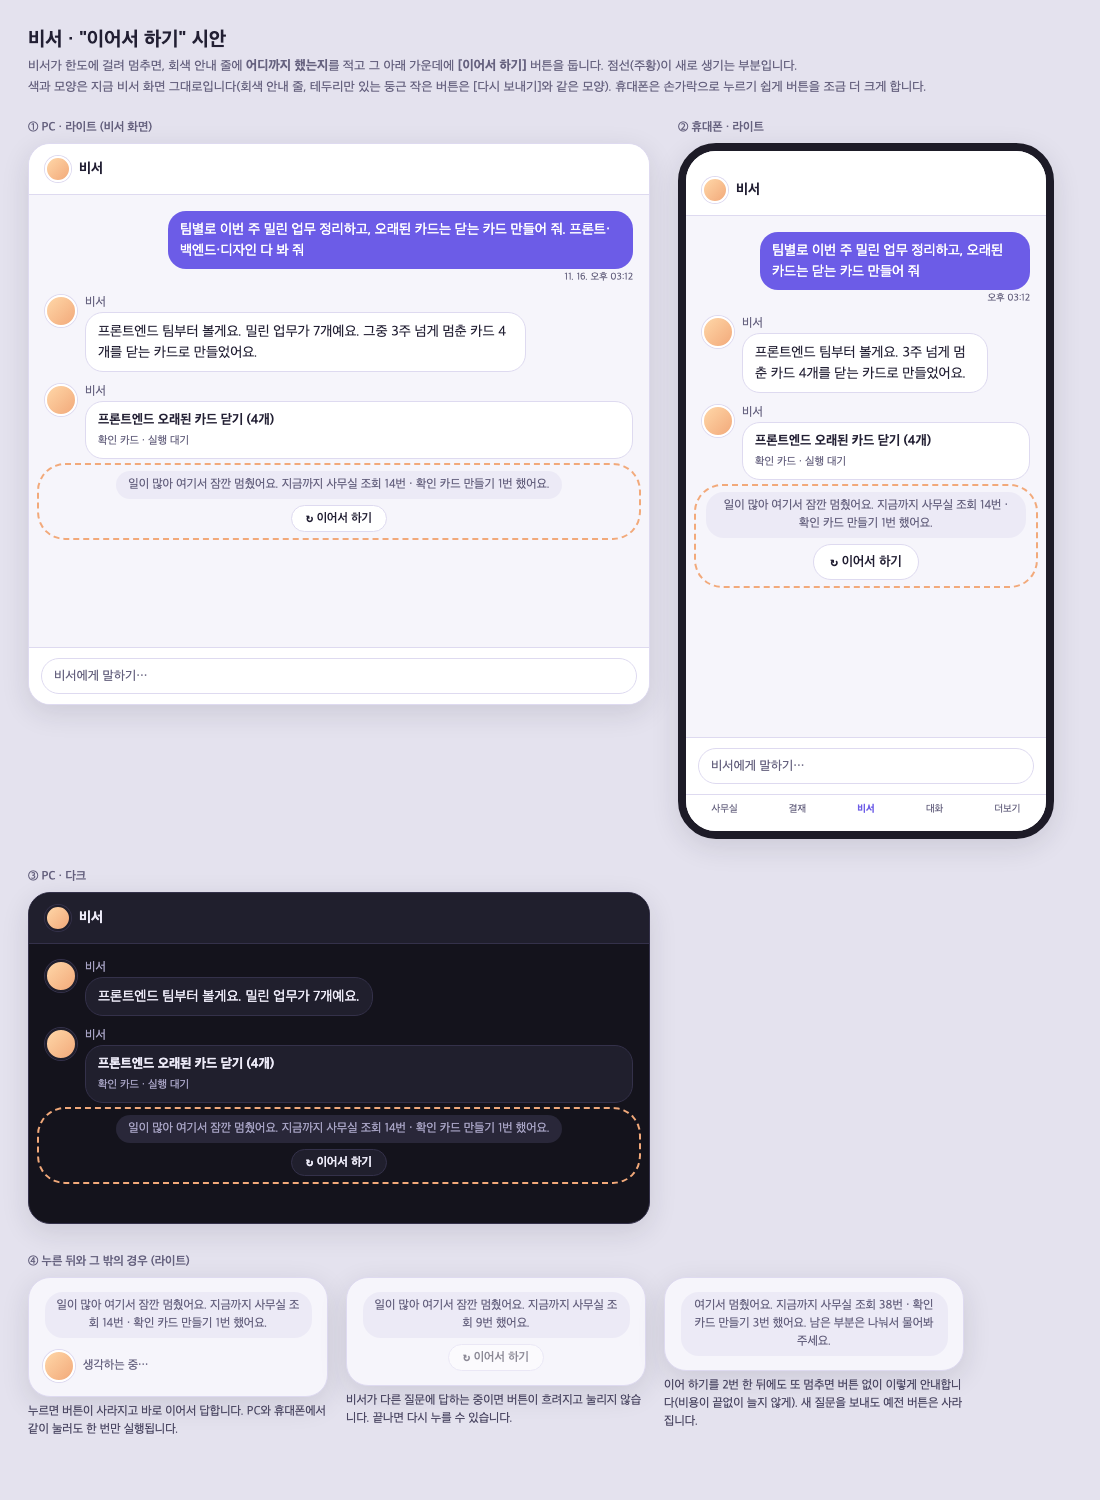 비서 · "이어서 하기" 시안
비서가 한도에 걸려 멈추면, 회색 안내 줄에 어디까지 했는지를 적고 그 아래 가운데에 [이어서 하기] 버튼을 둡니다. 점선(주황)이 새로 생기는 부분입니다.
색과 모양은 지금 비서 화면 그대로입니다(회색 안내 줄, 테두리만 있는 둥근 작은 버튼은 [다시 보내기]와 같은 모양). 휴대폰은 손가락으로 누르기 쉽게 버튼을 조금 더 크게 합니다.
① PC · 라이트 (비서 화면)
비서
팀별로 이번 주 밀린 업무 정리하고, 오래된 카드는 닫는 카드 만들어 줘. 프론트·
백엔드·디자인 다 봐 줘
11. 16. 오후 03:12
비서
프론트엔드 팀부터 볼게요. 밀린 업무가 7개예요. 그중 3주 넘게 멈춘 카드 4
개를 닫는 카드로 만들었어요.
비서
프론트엔드 오래된 카드 닫기 (4개)
확인 카드 · 실행 대기
일이 많아 여기서 잠깐 멈췄어요. 지금까지 사무실 조회 14번 · 확인 카드 만들기 1번 했어요.
↻ 이어서 하기
비서에게 말하기…
② 휴대폰 · 라이트
비서
팀별로 이번 주 밀린 업무 정리하고, 오래된
카드는 닫는 카드 만들어 줘
오후 03:12
비서
프론트엔드 팀부터 볼게요. 3주 넘게 멈
춘 카드 4개를 닫는 카드로 만들었어요.
비서
프론트엔드 오래된 카드 닫기 (4개)
확인 카드 · 실행 대기
일이 많아 여기서 잠깐 멈췄어요. 지금까지 사무실 조회 14번 ·
확인 카드 만들기 1번 했어요.
↻ 이어서 하기
비서에게 말하기…
사무실 결재 비서 대화 더보기
③ PC · 다크
비서
비서
프론트엔드 팀부터 볼게요. 밀린 업무가 7개예요.
비서
프론트엔드 오래된 카드 닫기 (4개)
확인 카드 · 실행 대기
일이 많아 여기서 잠깐 멈췄어요. 지금까지 사무실 조회 14번 · 확인 카드 만들기 1번 했어요.
↻ 이어서 하기
④ 누른 뒤와 그 밖의 경우 (라이트)
일이 많아 여기서 잠깐 멈췄어요. 지금까지 사무실 조
회 14번 · 확인 카드 만들기 1번 했어요.
생각하는 중…
누르면 버튼이 사라지고 바로 이어서 답합니다. PC와 휴대폰에서
같이 눌러도 한 번만 실행됩니다.
일이 많아 여기서 잠깐 멈췄어요. 지금까지 사무실 조
회 9번 했어요.
↻ 이어서 하기
비서가 다른 질문에 답하는 중이면 버튼이 흐려지고 눌리지 않습
니다. 끝나면 다시 누를 수 있습니다.
여기서 멈췄어요. 지금까지 사무실 조회 38번 · 확인
카드 만들기 3번 했어요. 남은 부분은 나눠서 물어봐
주세요.
이어 하기를 2번 한 뒤에도 또 멈추면 버튼 없이 이렇게 안내합니
다(비용이 끝없이 늘지 않게). 새 질문을 보내도 예전 버튼은 사라
집니다.